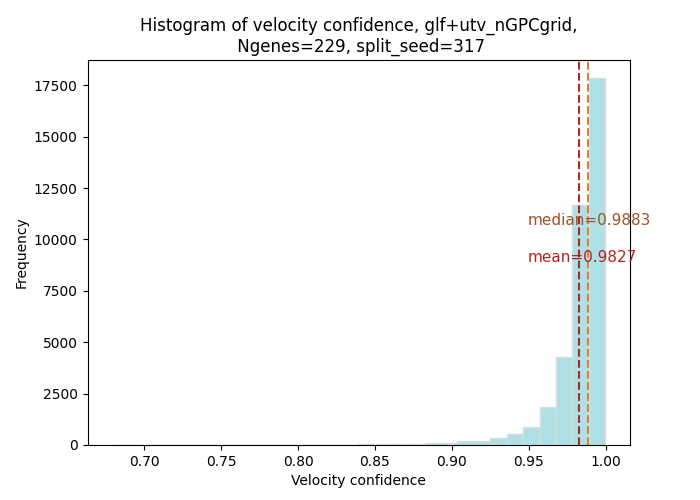 Histogram of velocity confidence, glf+utv_nGPCgrid,
Ngenes=229, split_seed=317
17500
15000
12500
10000
7500
5000
2500
0
Frequency
median=0.9883
mean=0.9827
0.70 0.75 0.80 0.85 0.90 0.95 1.00
Velocity confidence